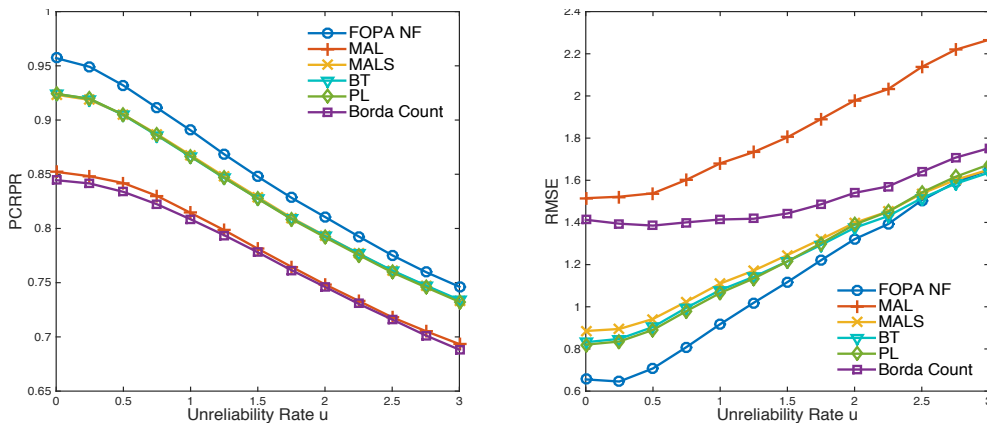 1
0.95
0.9
0.85
0.8
0.75
0.7
0.65
PCRPR
0 0.5 1 1.5 2 2.5 3
Unreliability Rate u
FOPA NF
MAL
MALS
BT
PL
Borda Count
2.4
2.2
2
1.8
1.6
1.4
1.2
1
0.8
0.6
RMSE
0 0.5 1 1.5 2 2.5 3
Unreliability Rate u
FOPA NF
MAL
MALS
BT
PL
Borda Count